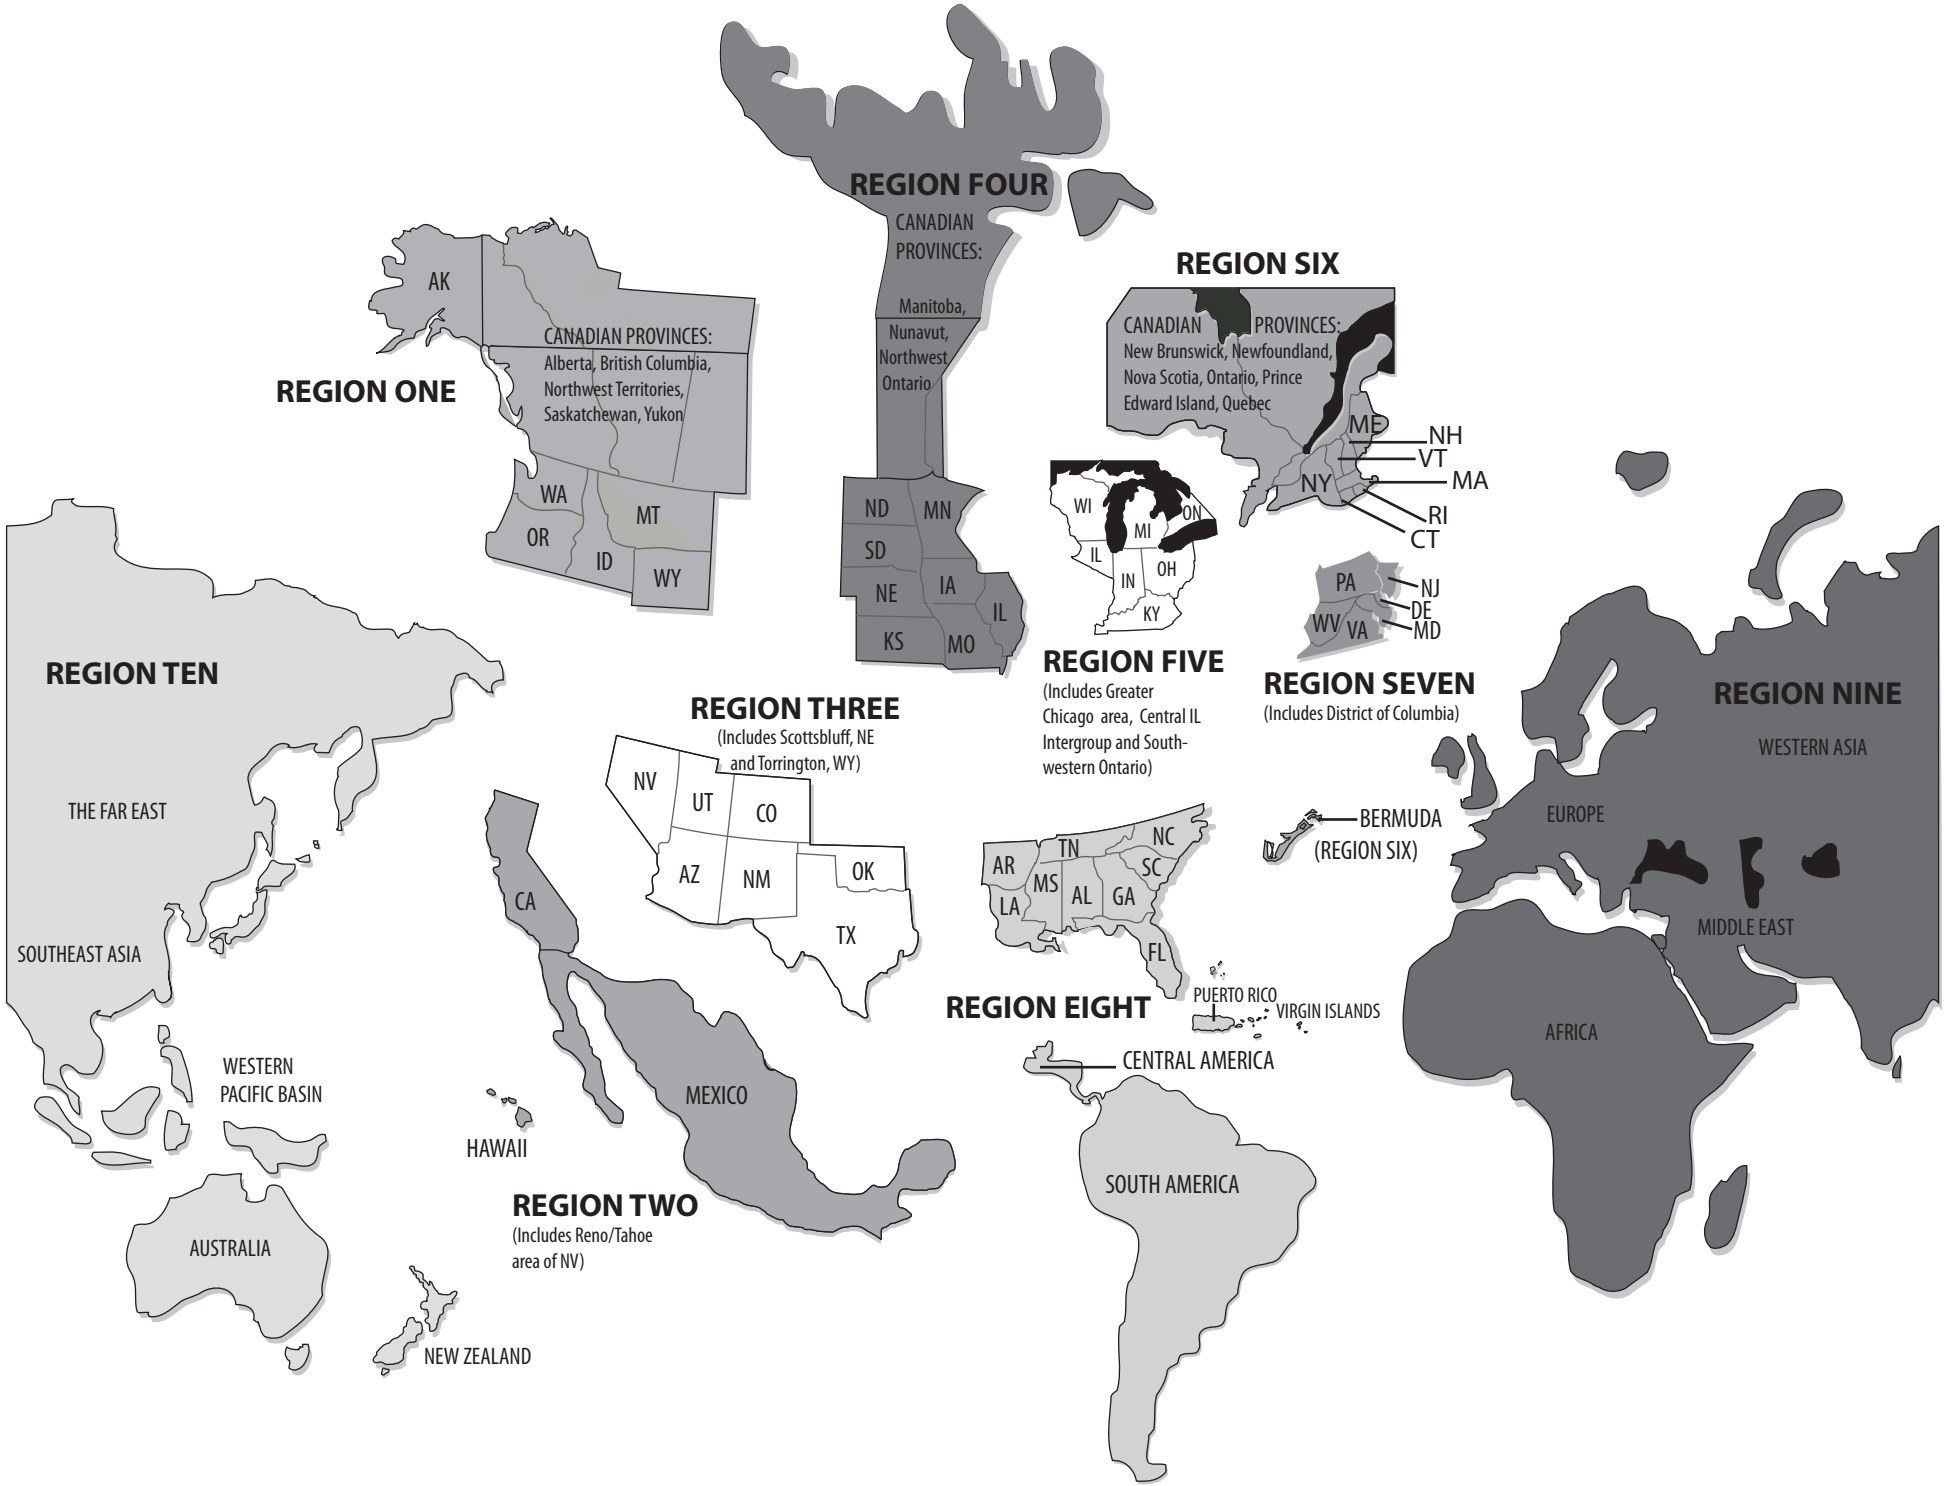 REGION FOUR
CANADIAN
PROVINCES:
Manitoba,
Nunavut,
Northwest
Ontario
ND
MN
SD
NE
IA
IL
KS
MO
REGION ONE
AK
CANADIAN PROVINCES:
Alberta, British Columbia,
Northwest Territories,
Saskatchewan, Yukon
WA
MT
OR
ID
WY
REGION SIX
CANADIAN PROVINCES:
New Brunswick, Newfoundland,
Nova Scotia, Ontario, Prince
Edward Island, Quebec
ME
NH
VT
NY
MA
RI
CT
WI
ON
MI
IL
OH
IN
KY
REGION FIVE
(Includes Greater
Chicago area, Central IL
Intergroup and South-
western Ontario)
PA
NJ
DE
WV
VA
MD
REGION SEVEN
(Includes District of Columbia)
REGION TEN
THE FAR EAST
SOUTHEAST ASIA
WESTERN
PACIFIC BASIN
AUSTRALIA
NEW ZEALAND
REGION THREE
(Includes Scottsbluff, NE
and Torrington, WY)
NV
UT
CO
AZ
NM
OK
TX
CA
MEXICO
HAWAII
REGION TWO
(Includes Reno/Tahoe
area of NV)
NC
TN
AR
SC
MS
AL
GA
LA
FL
REGION EIGHT
PUERTO RICO
VIRGIN ISLANDS
CENTRAL AMERICA
SOUTH AMERICA
BERMUDA
(REGION SIX)
REGION NINE
WESTERN ASIA
EUROPE
MIDDLE EAST
AFRICA